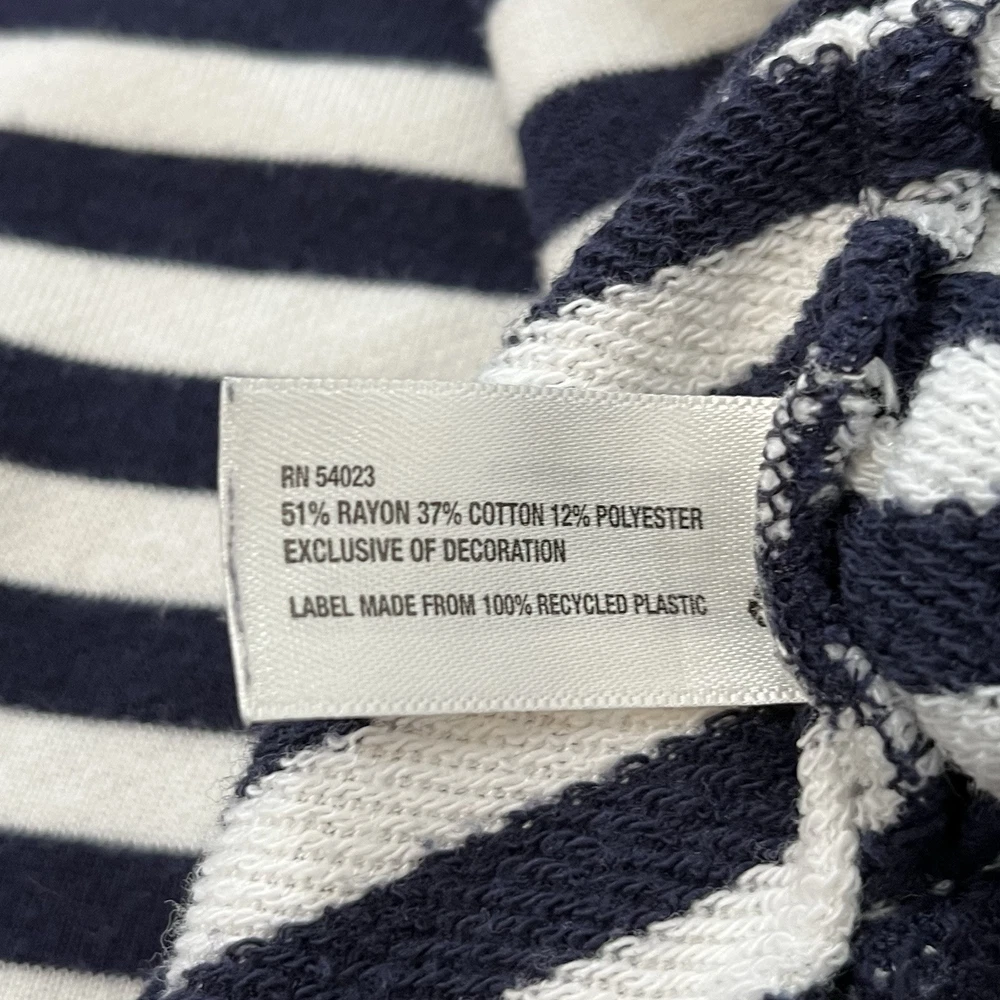 RN 54023
51% RAYON 37% COTTON 12% POLYESTER
EXCLUSIVE OF DECORATION
LABEL MADE FROM 100% RECYCLED PLASTIC